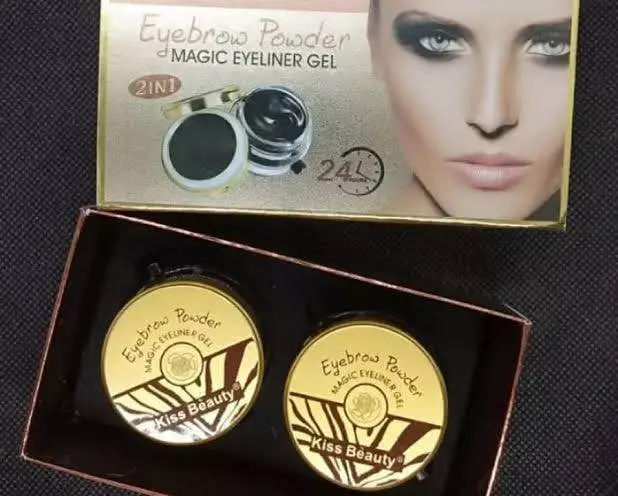 Eyebrow Powder
MAGIC EYELINER GEL
2IN1
24
HOURS
Eyebrow Powder
MAGIC EYELINER GEL
Kiss Beauty®
Eyebrow Powder
MAGIC EYELINER GEL
Kiss Beauty®